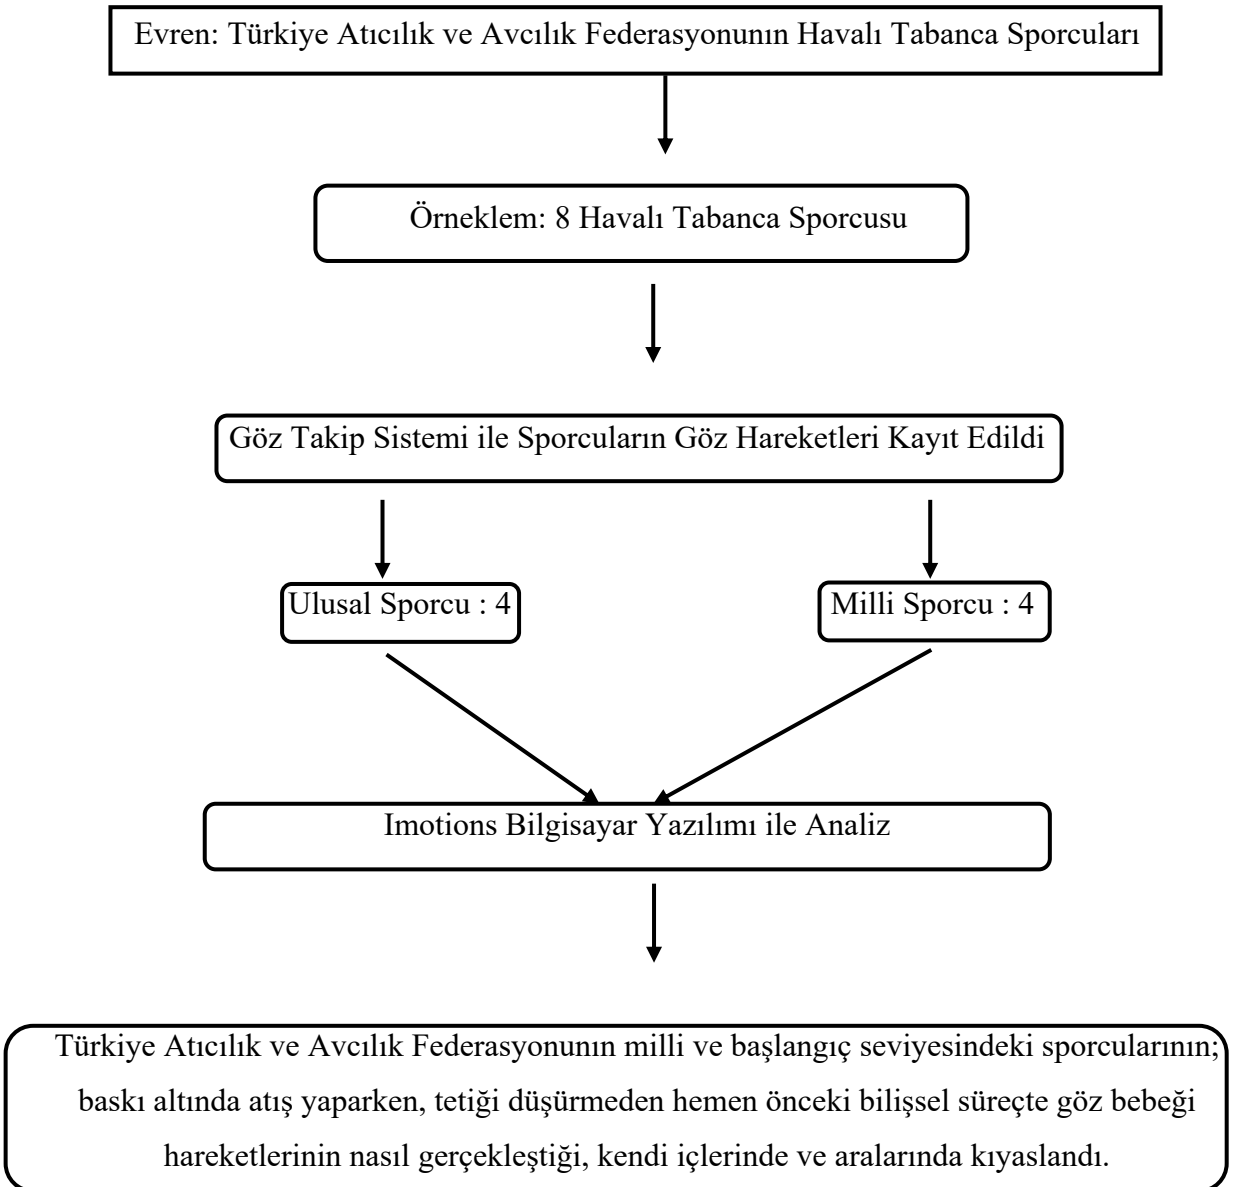 Evren: Türkiye Atıcılık ve Avcılık Federasyonunın Havalı Tabanca Sporcuları
Örneklem: 8 Havalı Tabanca Sporcusu
Göz Takip Sistemi ile Sporcuların Göz Hareketleri Kayıt Edildi
Ulusal Sporcu : 4
Milli Sporcu : 4
Imotions Bilgisayar Yazılımı ile Analiz
Türkiye Atıcılık ve Avcılık Federasyonunın milli ve başlangıç seviyesindeki sporcularının;
baskı altında atış yaparken, tetiği düşürmeden hemen önceki bilişsel süreçte göz bebeği
hareketlerinin nasıl gerçekleştiği, kendi içlerinde ve aralarında kıyaslandı.